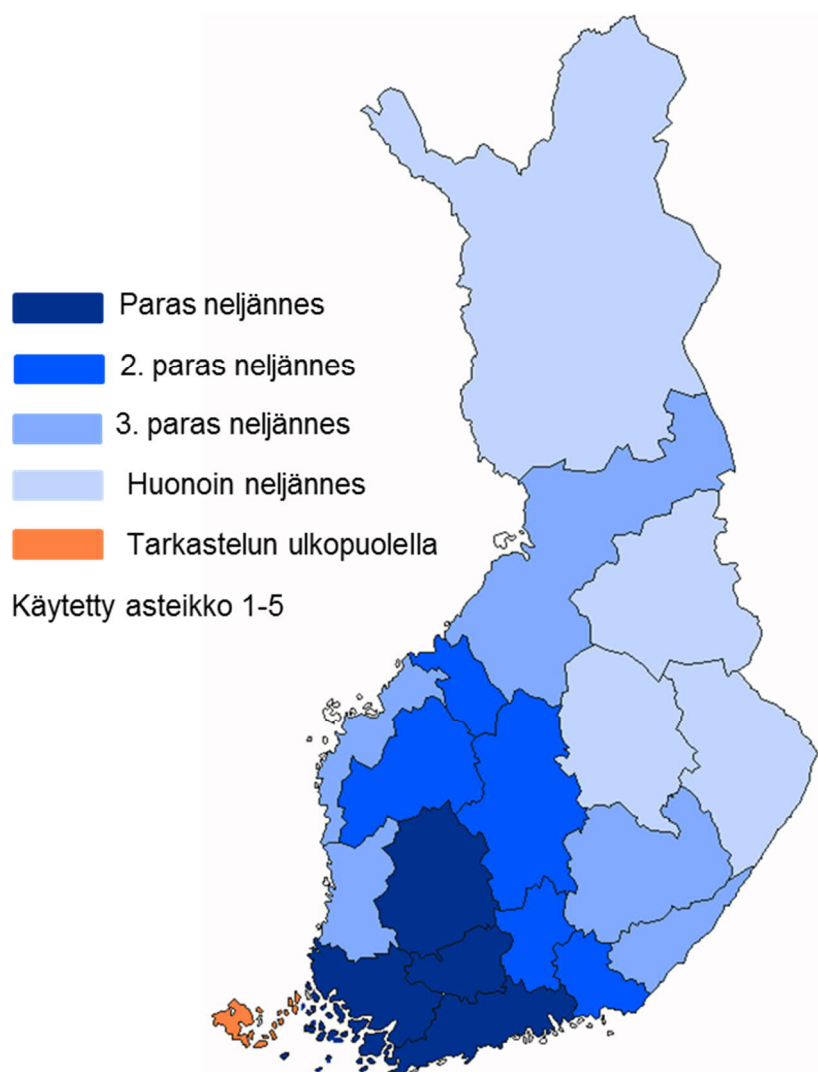 Paras neljännes
2. paras neljännes
3. paras neljännes
Huonoin neljännes
Tarkastelun ulkopuolella
Käytetty asteikko 1-5